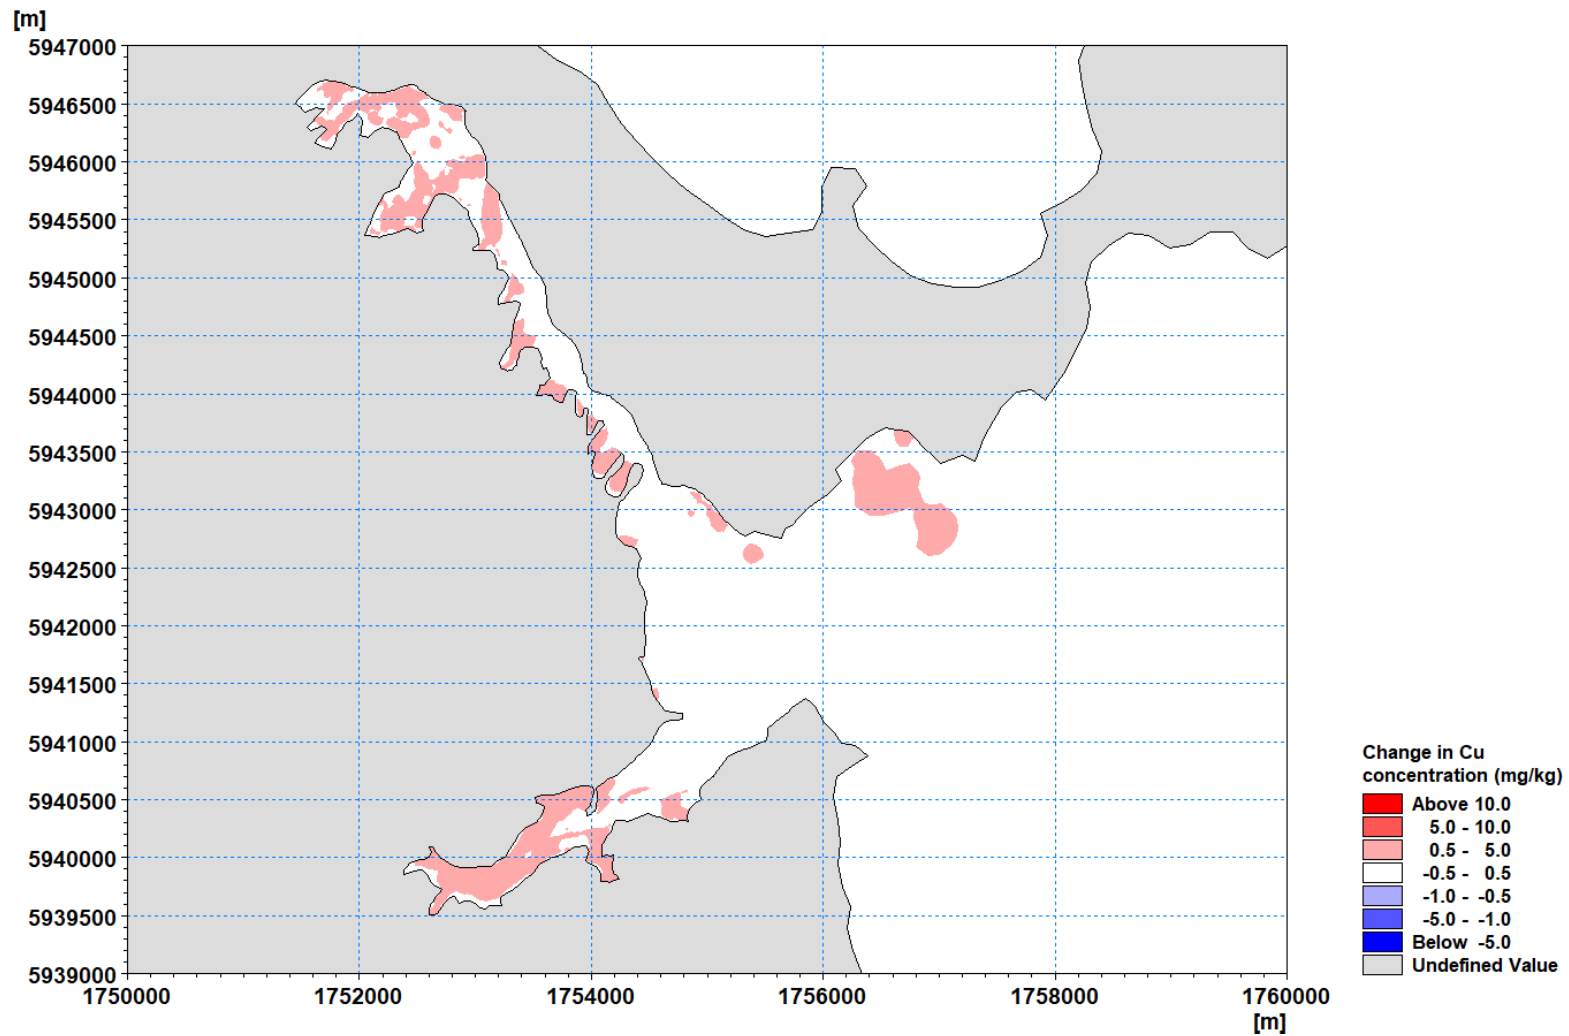 [m]
5947000
5946500
5946000
5945500
5945000
5944500
5944000
5943500
5943000
5942500
5942000
5941500
5941000
5940500
5940000
5939500
5939000
1750000 1752000 1754000 1756000 1758000 1760000
[m]
Change in Cu
concentration (mg/kg)
Above 10.0
5.0 - 10.0
0.5 - 5.0
-0.5 - 0.5
-1.0 - -0.5
-5.0 - -1.0
Below -5.0
Undefined Value